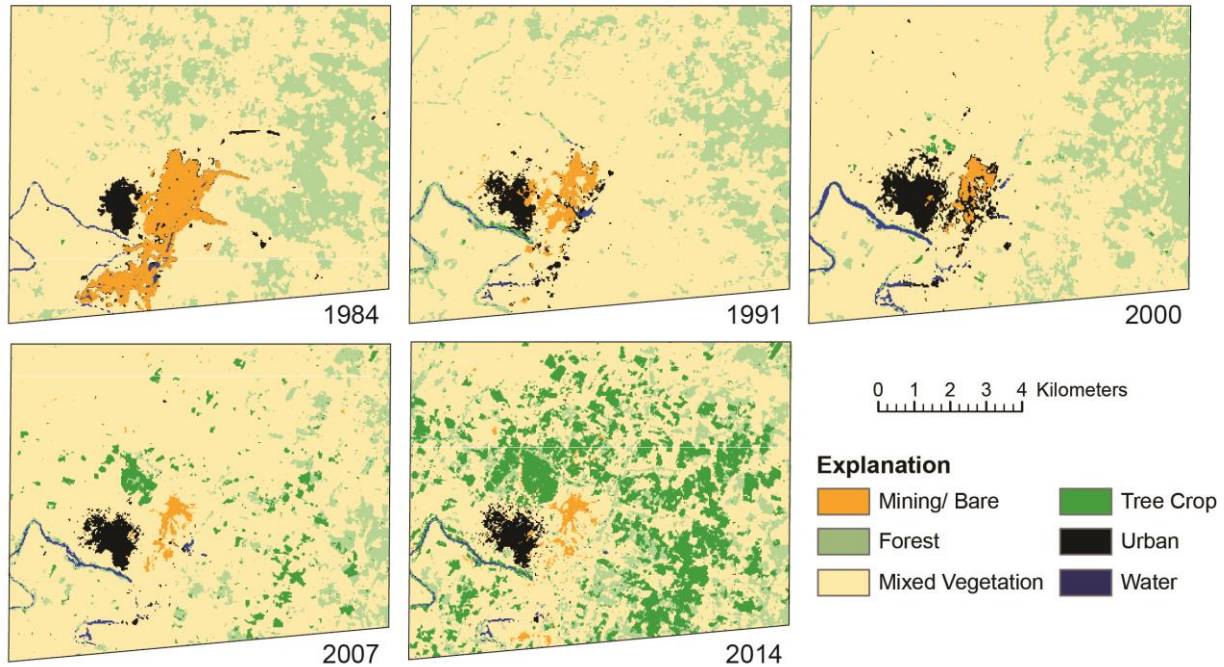 1984
1991
2000
2007
2014
0 1 2 3 4 Kilometers
Explanation
Mining/ Bare
Tree Crop
Forest
Urban
Mixed Vegetation
Water